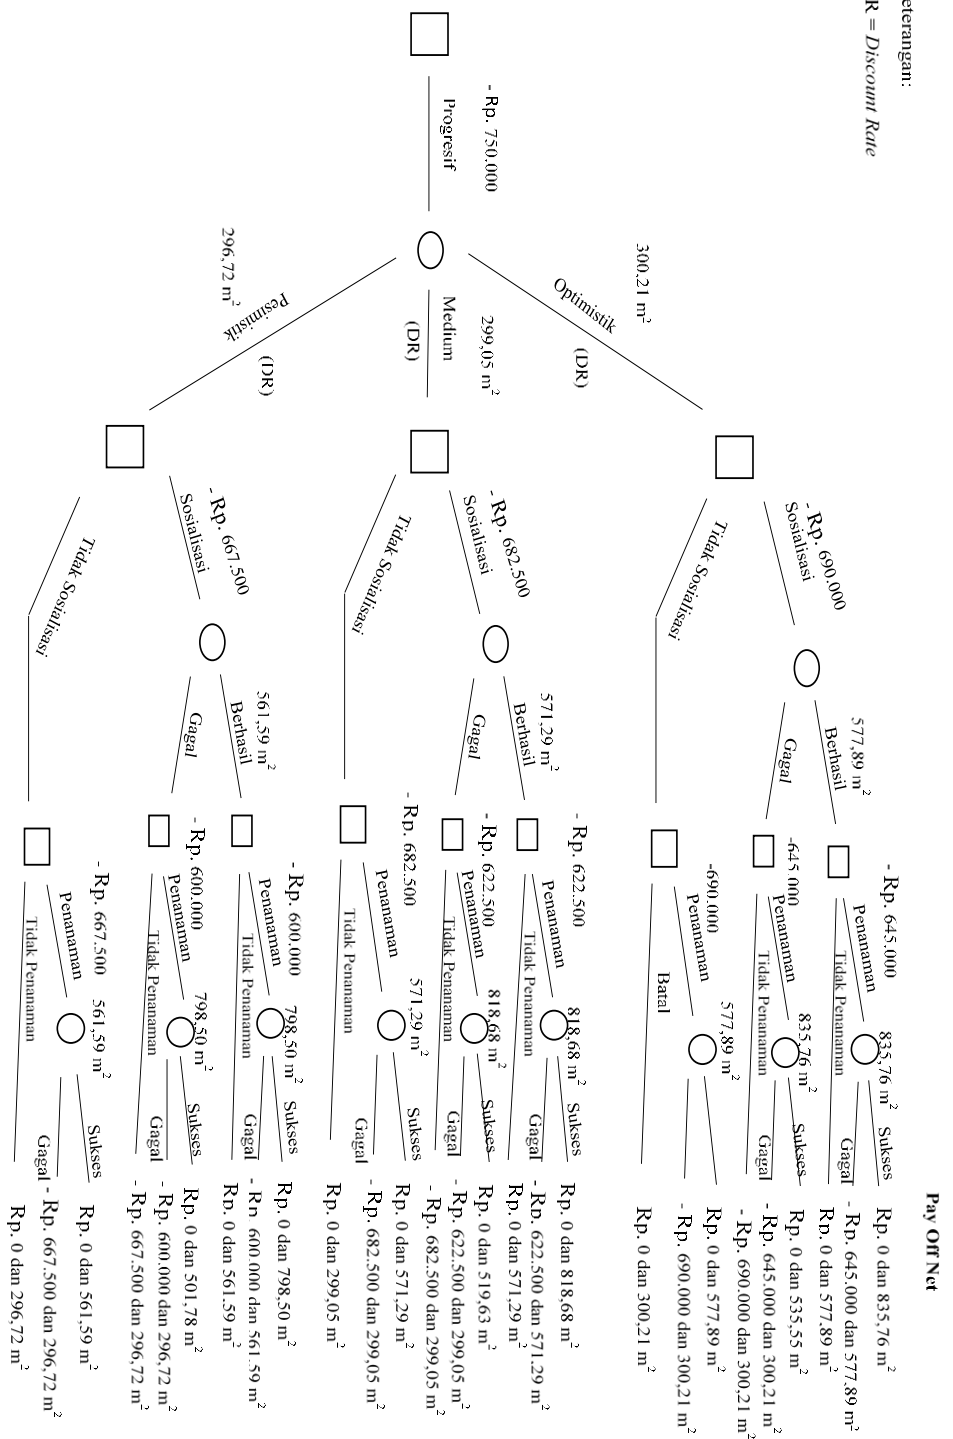 Pay Off Net
- Rp. 750.000
Progresif
300,21 m²
Optimistik
(DR)
- Rp. 690.000
Sosialisasi
577,89 m²
Berhasil
- Rp. 645.000
Penanaman
835,76 m²
Sukses
Rp. 0 dan 835,76 m²
Gagal
- Rp. 645.000 dan 577.89 m²
Tidak Penanaman
Rp. 0 dan 577.89 m²
Gagal
-645.000
Penanaman
835,76 m²
Sukses
Rp. 0 dan 535,55 m²
Gagal
- Rp. 645.000 dan 300,21 m²
Tidak Penanaman
- Rp. 690.000 dan 300,21 m²
Tidak Sosialisasi
-690.000
Penanaman
577,89 m²
Rp. 0 dan 577,89 m²
- Rp. 690.000 dan 300,21 m²
Batal
Rp. 0 dan 300,21 m²
299,05 m²
Medium
(DR)
- Rp. 682.500
Sosialisasi
571,29 m²
Berhasil
- Rp. 622.500
Penanaman
818,68 m²
Sukses
Rp. 0 dan 818,68 m²
Gagal
- Rp. 622.500 dan 571.29 m²
Tidak Penanaman
Rp. 0 dan 571,29 m²
Gagal
- Rp. 622.500
Penanaman
818,68 m²
Sukses
Rp. 0 dan 519,63 m²
Gagal
- Rp. 622.500 dan 299,05 m²
Tidak Penanaman
- Rp. 682.500 dan 299,05 m²
Tidak Sosialisasi
- Rp. 682.500
Penanaman
571,29 m²
Sukses
Rp. 0 dan 571,29 m²
Gagal
- Rp. 682.500 dan 299,05 m²
Tidak Penanaman
Rp. 0 dan 299,05 m²
296,72 m²
Pesimistik
(DR)
- Rp. 667.500
Sosialisasi
561,59 m²
Berhasil
- Rp. 600.000
Penanaman
798,50 m²
Sukses
Rp. 0 dan 798,50 m²
Gagal
- Rp. 600.000 dan 561.59 m²
Tidak Penanaman
Rp. 0 dan 561.59 m²
Gagal
- Rp. 600.000
Penanaman
798,50 m²
Sukses
Rp. 0 dan 501,78 m²
Gagal
- Rp. 600.000 dan 296,72 m²
Tidak Penanaman
- Rp. 667.500 dan 296,72 m²
Tidak Sosialisasi
- Rp. 667.500
Penanaman
561,59 m²
Sukses
Rp. 0 dan 561,59 m²
Gagal
- Rp. 667.500 dan 296,72 m²
Tidak Penanaman
Rp. 0 dan 296,72 m²
eterangan:
R = Discount Rate